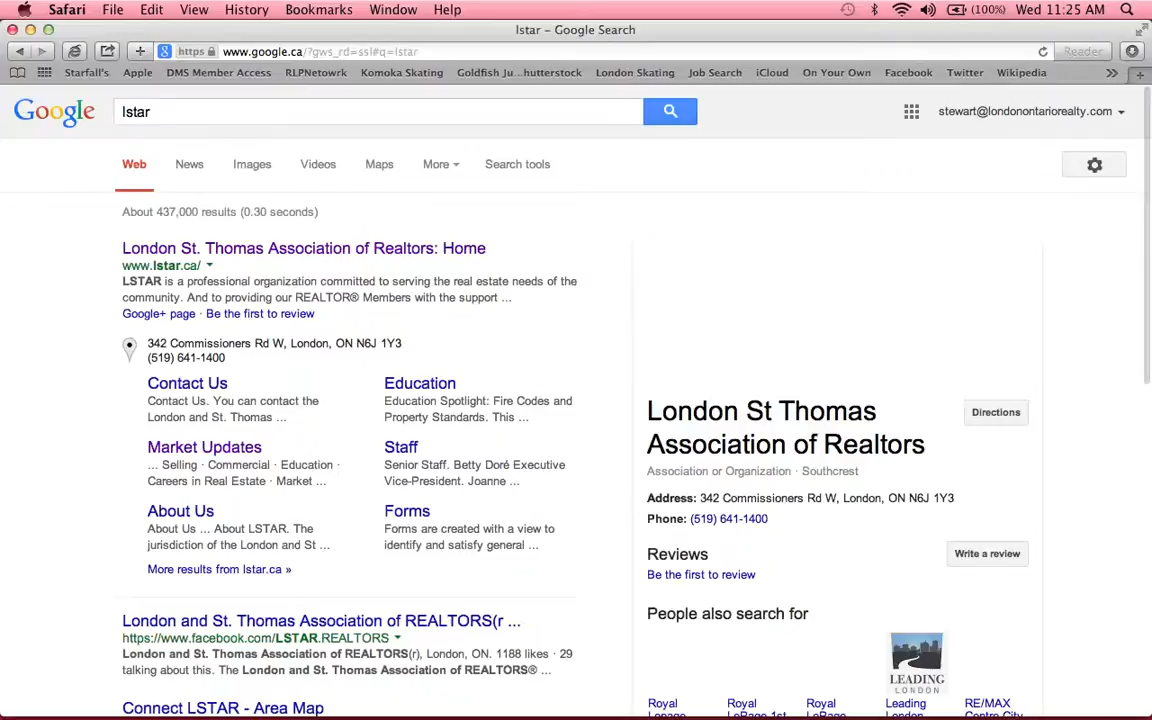 Safari File Edit View History Bookmarks Window Help (100%) Wed 11:25 AM
lstar – Google Search
https www.google.ca/?gws_rd=ssl#q=lstar Reader
Starfall's Apple DMS Member Access RLPNetowrk Komoka Skating Goldfish Ju...hutterstock London Skating Job Search iCloud On Your Own Facebook Twitter Wikipedia
Google lstar stewart@londonontariorealty.com
Web News Images Videos Maps More Search tools
About 437,000 results (0.30 seconds)
London St. Thomas Association of Realtors: Home
www.lstar.ca/
LSTAR is a professional organization committed to serving the real estate needs of the
community. And to providing our REALTOR® Members with the support ...
Google+ page · Be the first to review
342 Commissioners Rd W, London, ON N6J 1Y3
(519) 641-1400
Contact Us
Contact Us. You can contact the
London and St. Thomas ...
Education
Education Spotlight: Fire Codes and
Property Standards. This ...
Market Updates
... Selling · Commercial · Education ·
Careers in Real Estate · Market ...
Staff
Senior Staff. Betty Doré Executive
Vice-President. Joanne ...
About Us
About Us ... About LSTAR. The
jurisdiction of the London and St ...
Forms
Forms are created with a view to
identify and satisfy general ...
More results from lstar.ca »
London and St. Thomas Association of REALTORS(r ...
https://www.facebook.com/LSTAR.REALTORS
London and St. Thomas Association of REALTORS(r), London, ON. 1188 likes · 29
talking about this. The London and St. Thomas Association of REALTORS® ...
Connect LSTAR - Area Map
London St Thomas
Association of Realtors
Directions
Association or Organization · Southcrest
Address: 342 Commissioners Rd W, London, ON N6J 1Y3
Phone: (519) 641-1400
Reviews
Write a review
Be the first to review
People also search for
LEADING
LONDON
Royal Royal Royal Leading RE/MAX
Lepage LePage 1st LePage London Centre City